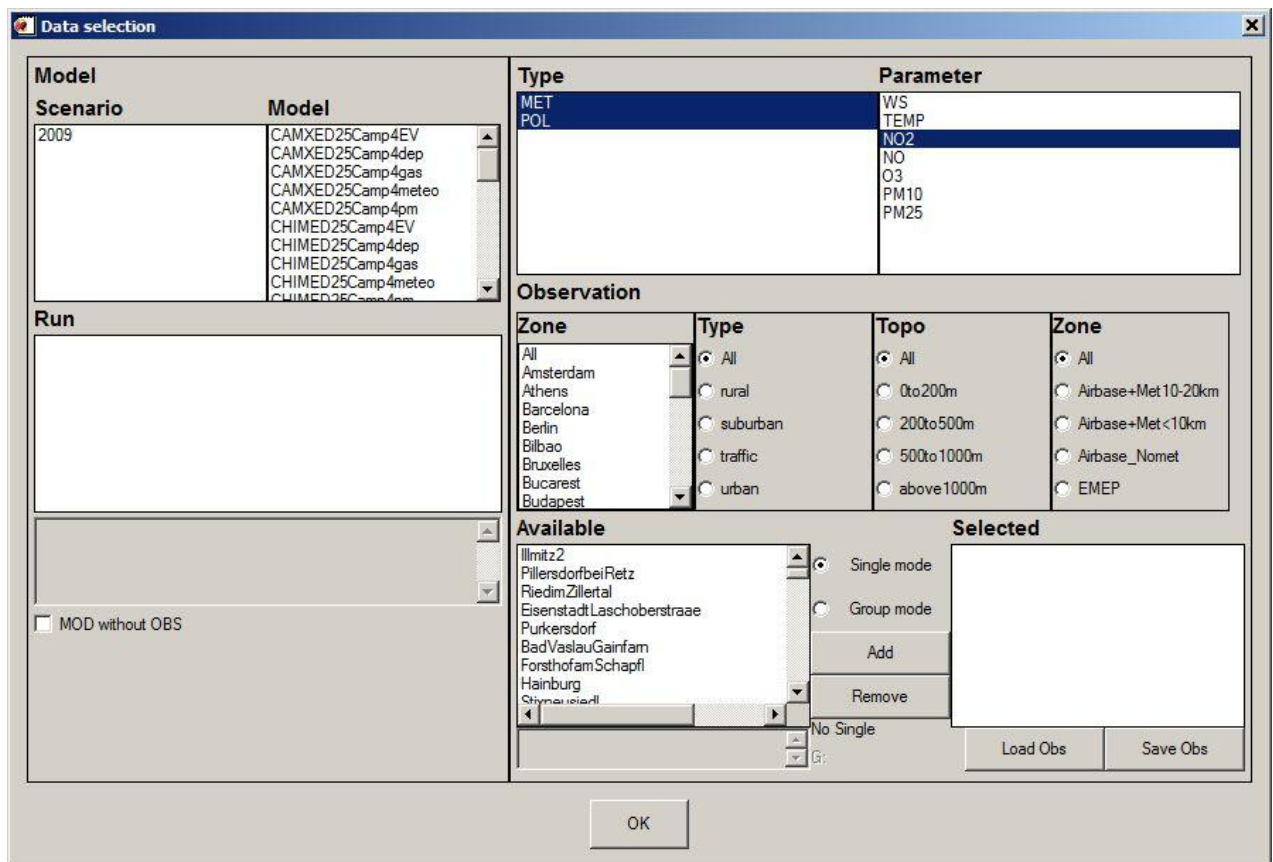 Data selection
Model
Scenario
Model
2009
CAMXED25Camp4EV
CAMXED25Camp4dep
CAMXED25Camp4gas
CAMXED25Camp4meteo
CAMXED25Camp4pm
CHIMED25Camp4EV
CHIMED25Camp4dep
CHIMED25Camp4gas
CHIMED25Camp4meteo
CHIMED25Camp4pm
Run
MOD without OBS
Type
MET
POL
Parameter
WS
TEMP
NO2
NO
O3
PM10
PM25
Observation
Zone
All
Amsterdam
Athens
Barcelona
Berlin
Bilbao
Bruxelles
Bucarest
Budapest
Type
All
rural
suburban
traffic
urban
Topo
All
0to200m
200to500m
500to1000m
above1000m
Zone
All
Airbase+Met10-20km
Airbase+Met<10km
Airbase_Nomet
EMEP
Available
Illmitz2
PillersdorfbeiRetz
RiedimZillertal
EisenstadtLaschoberstraae
Purkersdorf
BadVaslauGainfarn
ForsthofamSchapfl
Hainburg
Stixneusiedl
Single mode
Group mode
Add
Remove
No Single
G:
Selected
Load Obs
Save Obs
OK